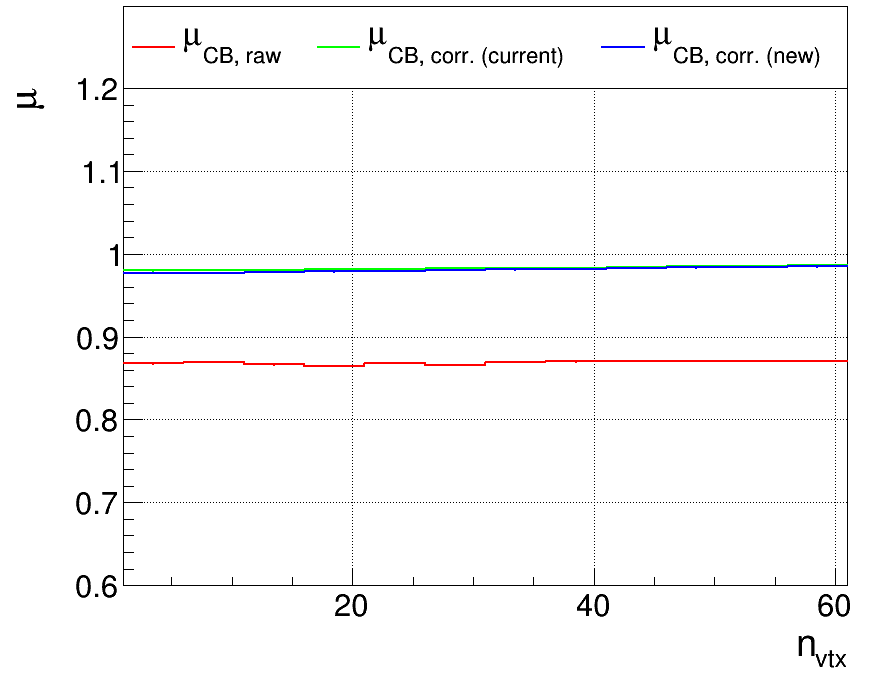 μCB, raw μCB, corr. (current) μCB, corr. (new)
μ
1.2
1.1
1
0.9
0.8
0.7
0.6
20 40 60
nvtx